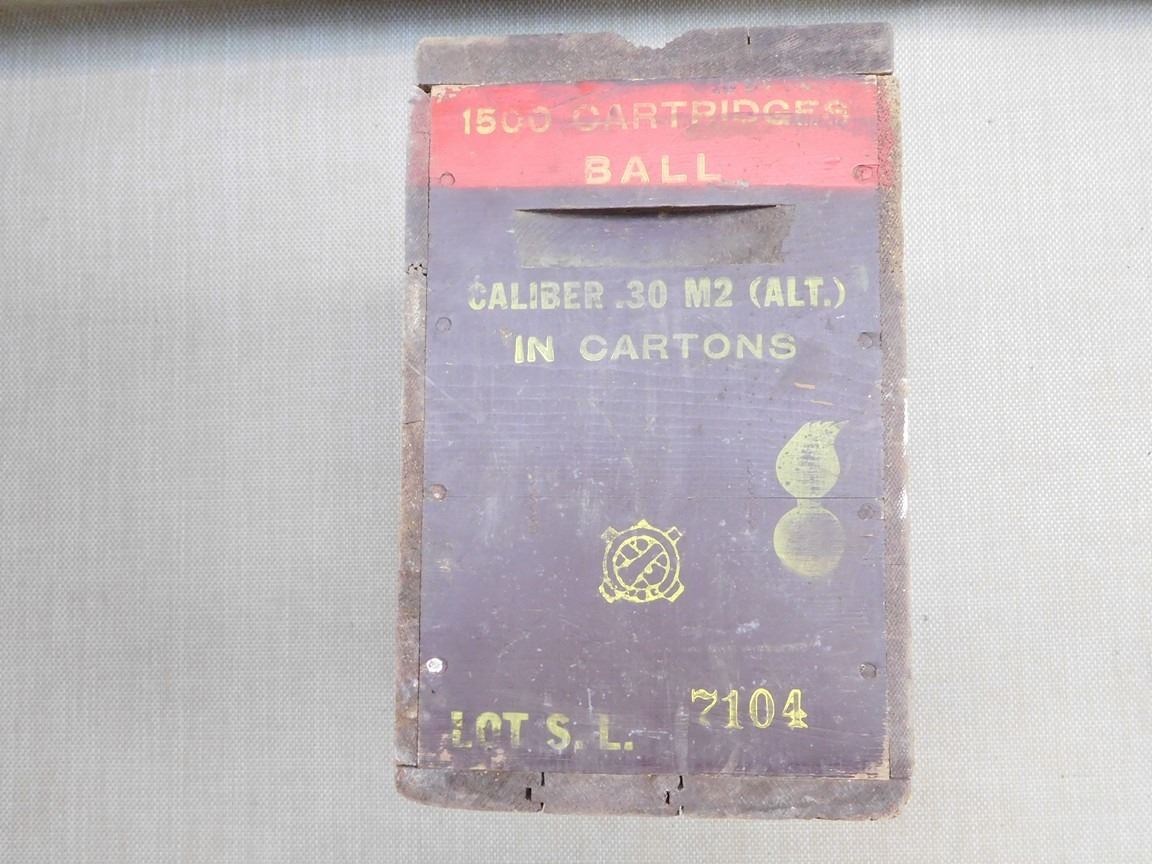 1500 CARTRIDGES
BALL
CALIBER .30 M2 (ALT.)
IN CARTONS
LOT S. L. 7104